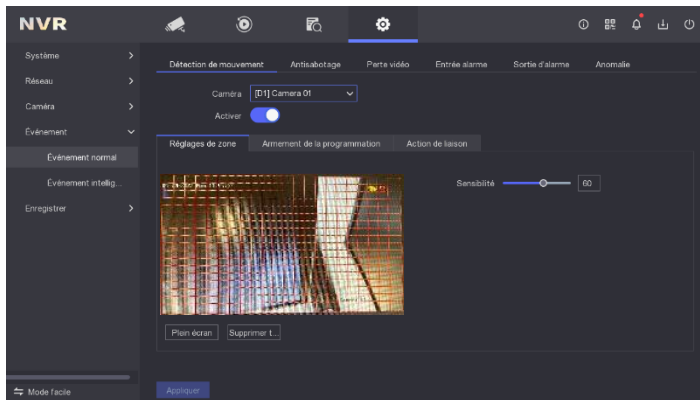 NVR
Système
Réseau
Caméra
Événement
Événement normal
Événement intellig...
Enregistrer
Mode facile
Détection de mouvement Antisabotage Perte vidéo Entrée alarme Sortie d'alarme Anomalie
Caméra [D1] Camera 01
Activer
Réglages de zone Armement de la programmation Action de liaison
Sensibilité 60
Plein écran Supprimer t...
Appliquer